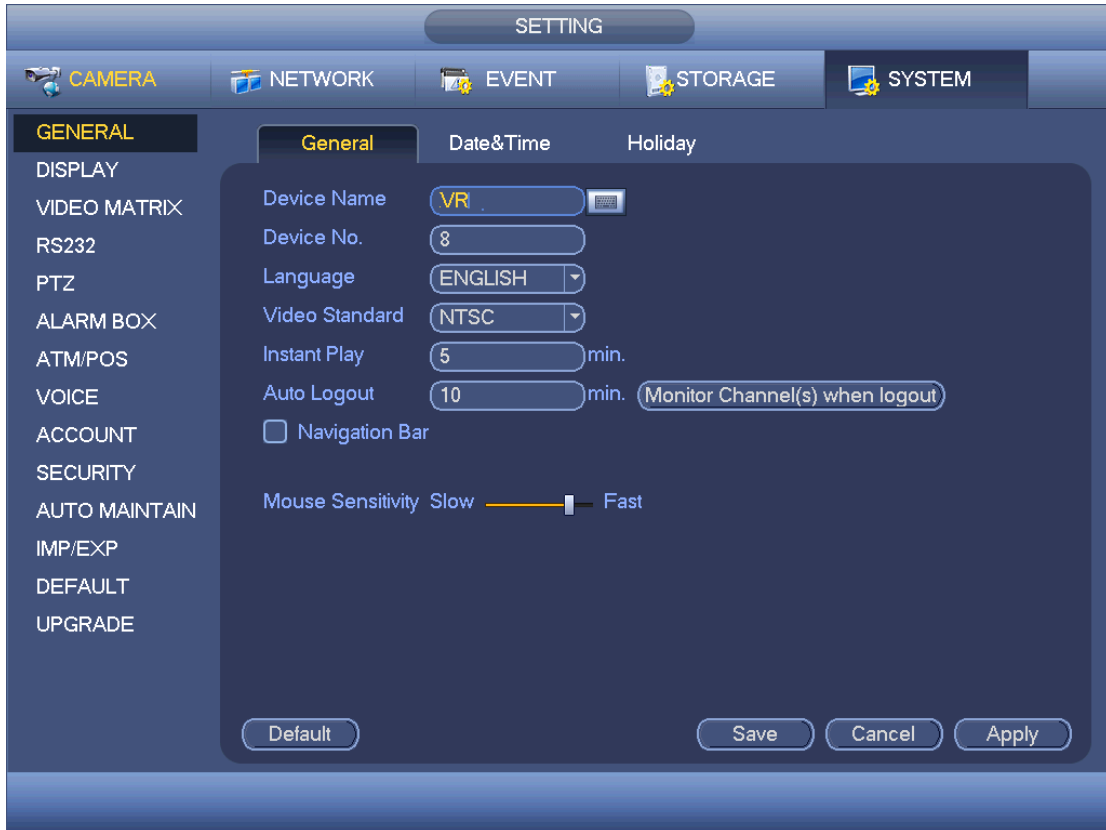 SETTING
CAMERA NETWORK EVENT STORAGE SYSTEM
GENERAL
DISPLAY
VIDEO MATRIX
RS232
PTZ
ALARM BOX
ATM/POS
VOICE
ACCOUNT
SECURITY
AUTO MAINTAIN
IMP/EXP
DEFAULT
UPGRADE
General Date&Time Holiday
Device Name VR
Device No. 8
Language ENGLISH
Video Standard NTSC
Instant Play 5 min.
Auto Logout 10 min. Monitor Channel(s) when logout
Navigation Bar
Mouse Sensitivity Slow Fast
Default Save Cancel Apply